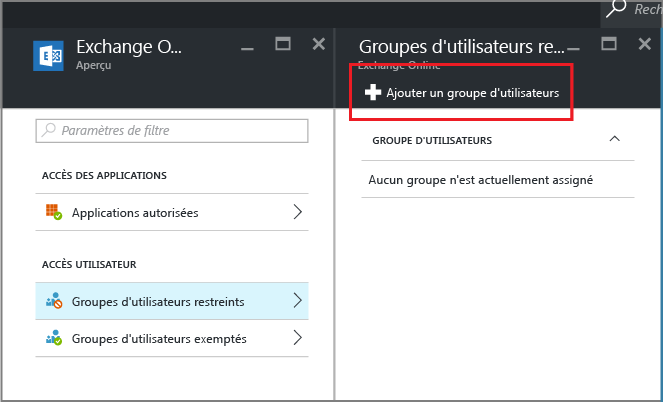 Rech
Exchange O...
Aperçu
Groupes d'utilisateurs re...
Exchange Online
Ajouter un groupe d'utilisateurs
Paramètres de filtre
ACCÈS DES APPLICATIONS
Applications autorisées
ACCÈS UTILISATEUR
Groupes d'utilisateurs restreints
Groupes d'utilisateurs exemptés
GROUPE D'UTILISATEURS
Aucun groupe n'est actuellement assigné